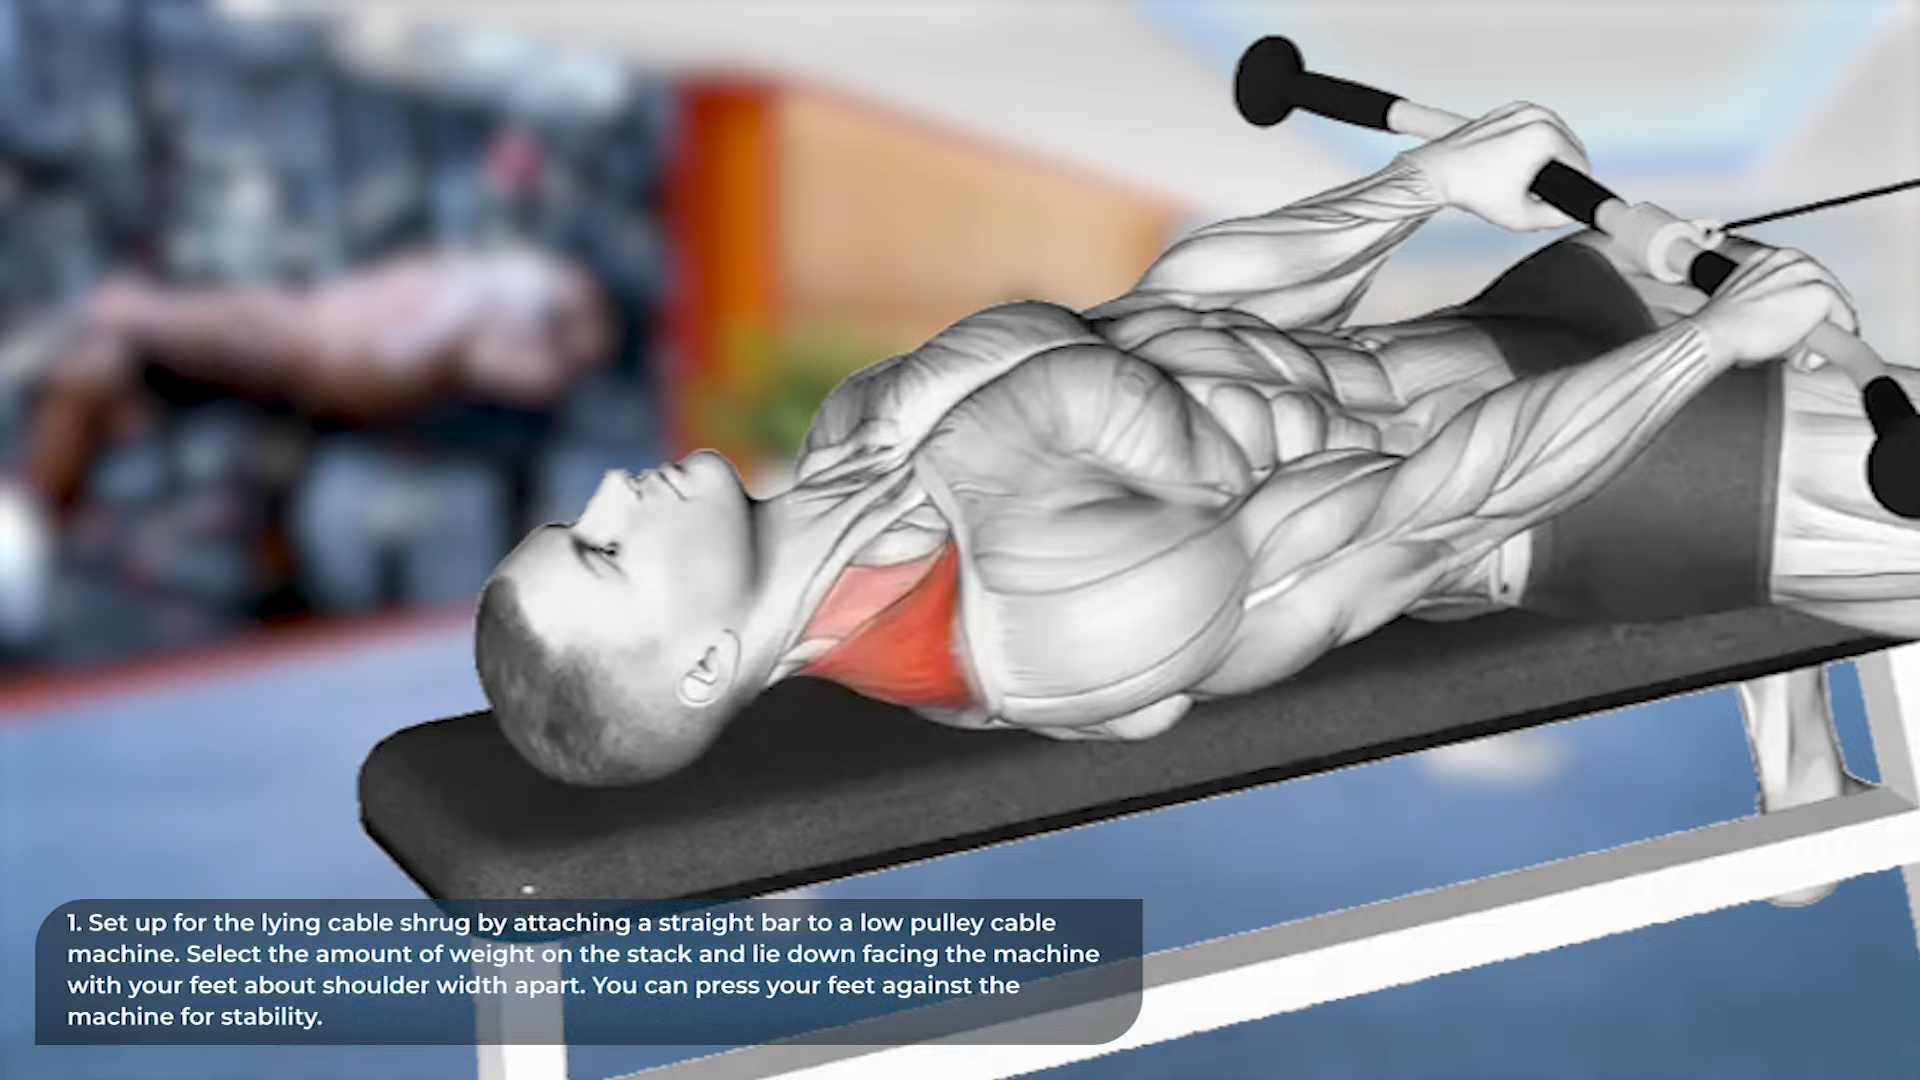 1. Set up for the lying cable shrug by attaching a straight bar to a low pulley cable
machine. Select the amount of weight on the stack and lie down facing the machine
with your feet about shoulder width apart. You can press your feet against the
machine for stability.